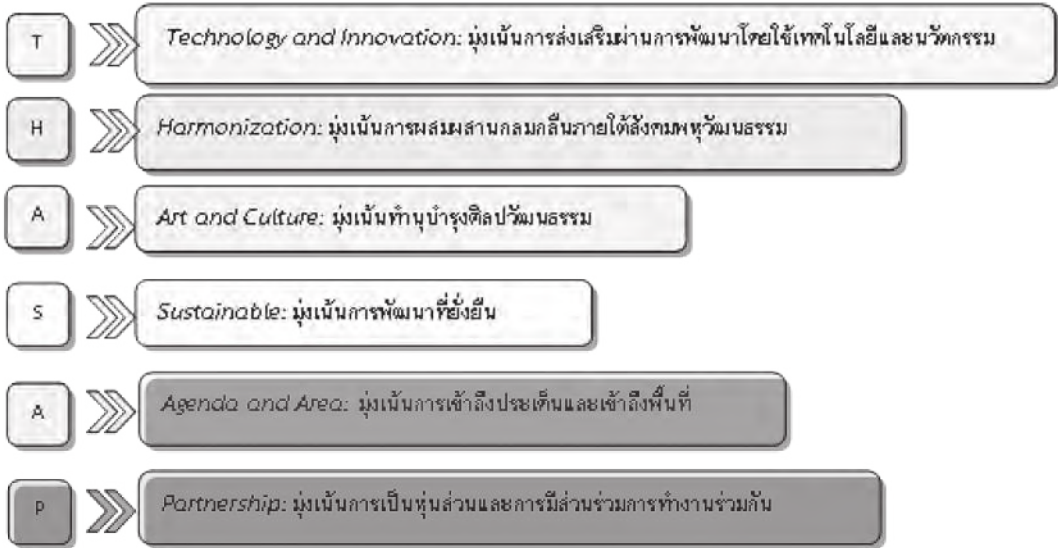 T
Technology and Innovation: มุ่งเน้นการส่งเสริมผ่านการพัฒนาโดยใช้เทคโนโลยีและนวัตกรรม
H
Harmonization: มุ่งเน้นการผสมผสานกลมกลืนภายใต้สังคมพหุวัฒนธรรม
A
Art and Culture: มุ่งเน้นทำนุบำรุงศิลปวัฒนธรรม
S
Sustainable: มุ่งเน้นการพัฒนาที่ยั่งยืน
A
Agenda and Area: มุ่งเน้นการเข้าถึงประเด็นและเข้าถึงพื้นที่
P
Partnership: มุ่งเน้นการเป็นหุ้นส่วนและการมีส่วนร่วมการทำงานร่วมกัน